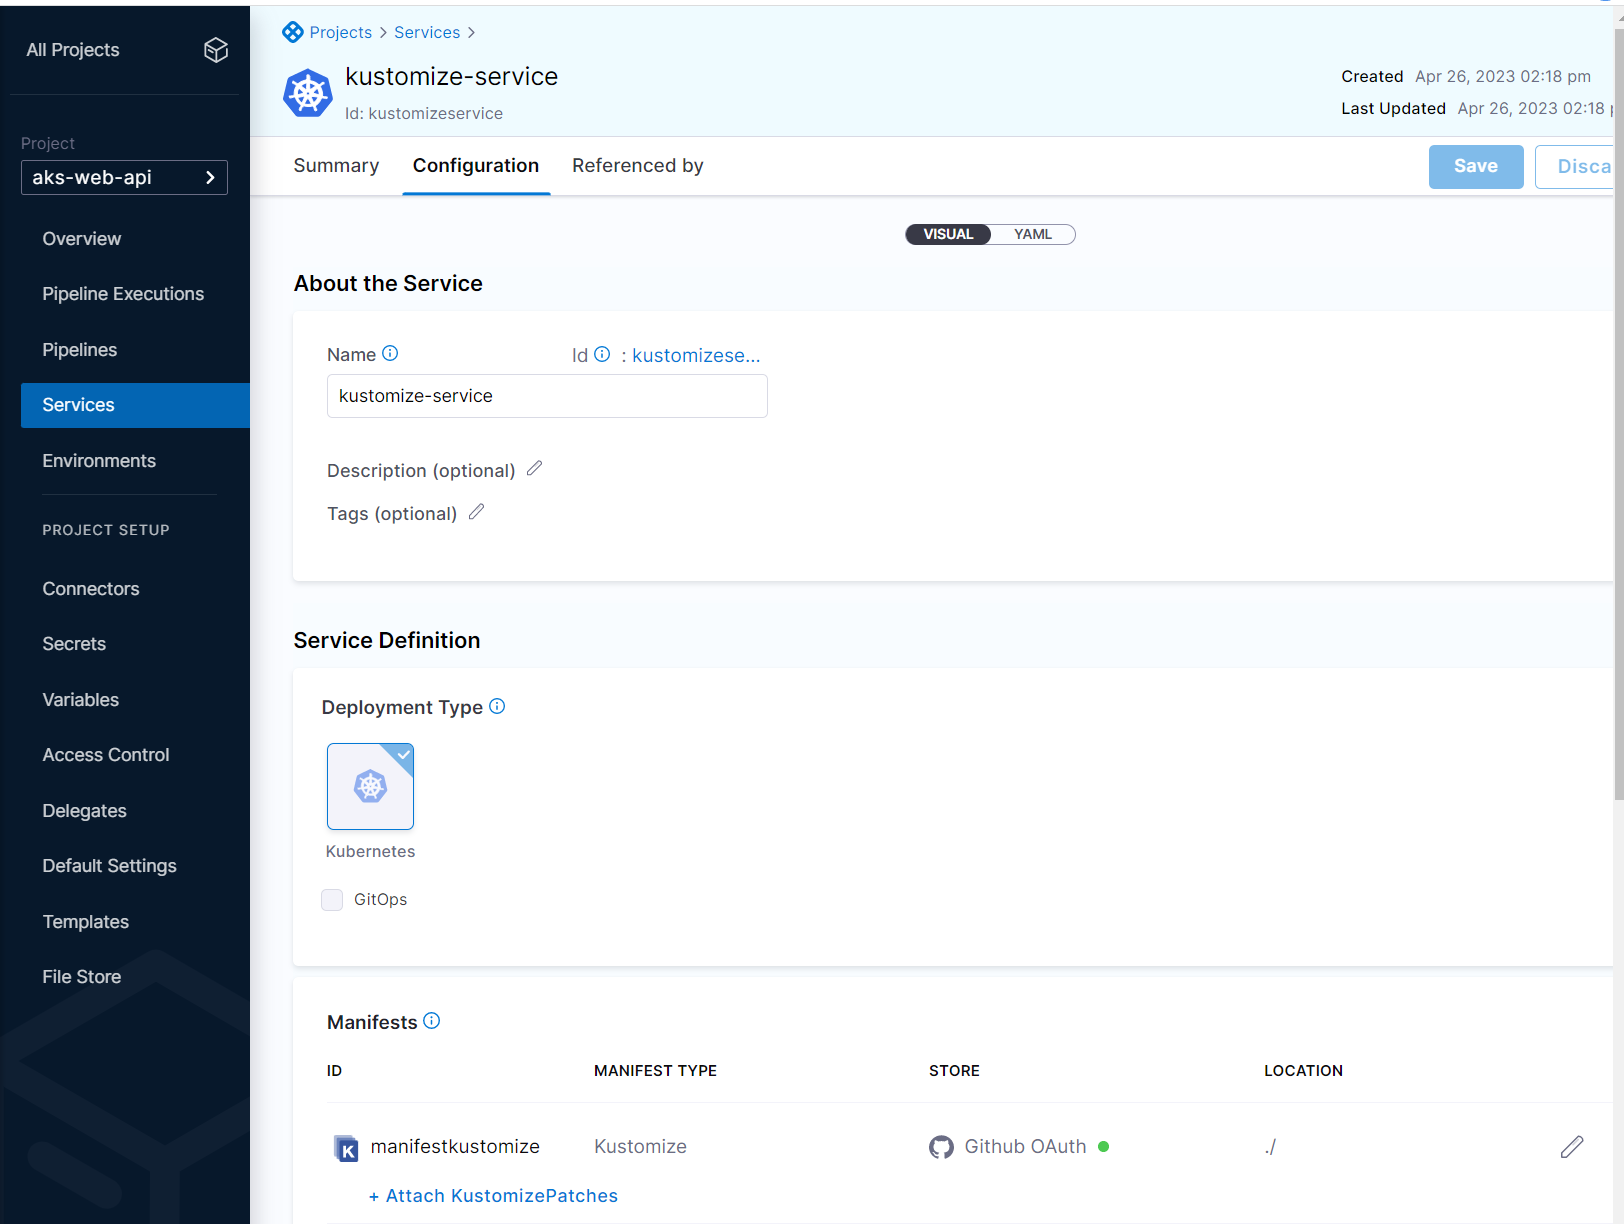 All Projects
Project
aks-web-api
Overview
Pipeline Executions
Pipelines
Services
Environments
PROJECT SETUP
Connectors
Secrets
Variables
Access Control
Delegates
Default Settings
Templates
File Store
Projects > Services >
kustomize-service
Id: kustomizeservice
Created Apr 26, 2023 02:18 pm
Last Updated Apr 26, 2023 02:18 p
Summary Configuration Referenced by
Save Disca
VISUAL YAML
About the Service
Name Id : kustomizese...
kustomize-service
Description (optional)
Tags (optional)
Service Definition
Deployment Type
Kubernetes
GitOps
Manifests
ID MANIFEST TYPE STORE LOCATION
K manifestkustomize Kustomize Github OAuth ./
+ Attach KustomizePatches